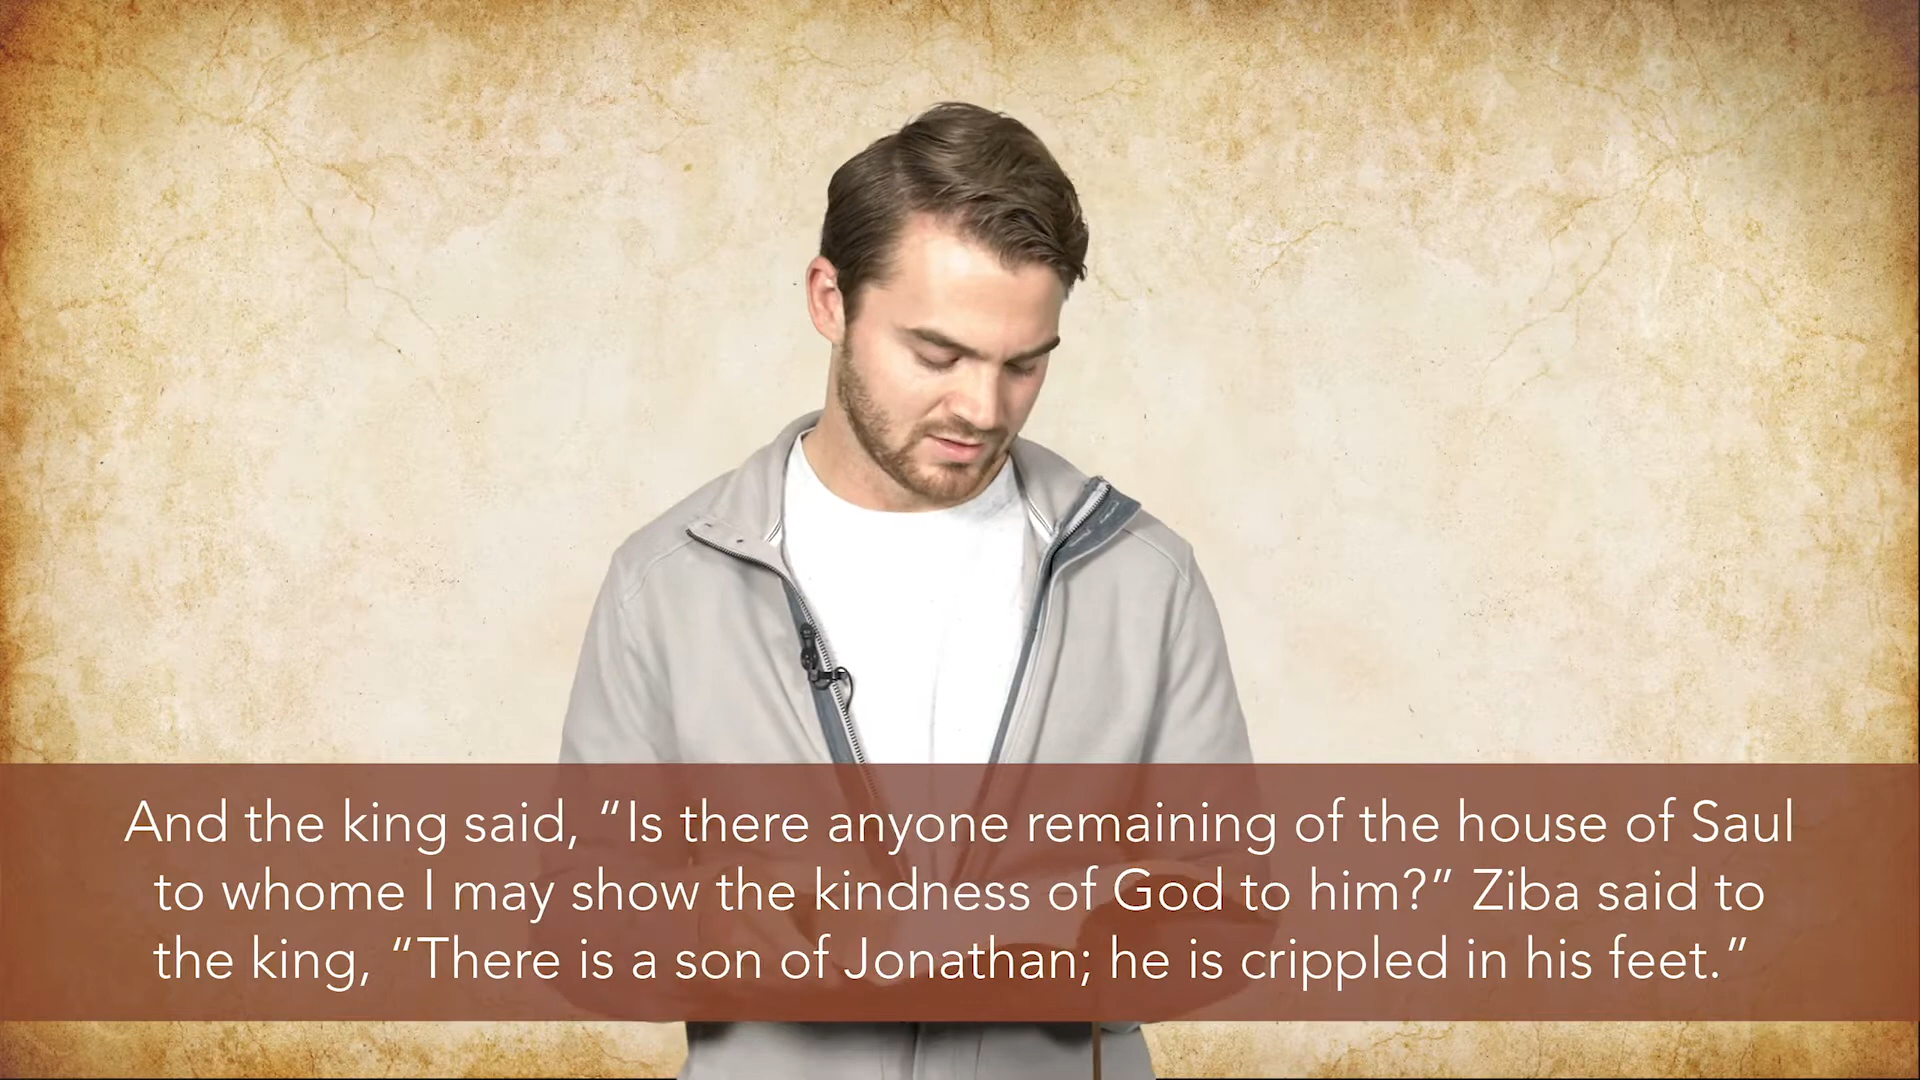 And the king said, “Is there anyone remaining of the house of Saul
to whome I may show the kindness of God to him?” Ziba said to
the king, “There is a son of Jonathan; he is crippled in his feet.”